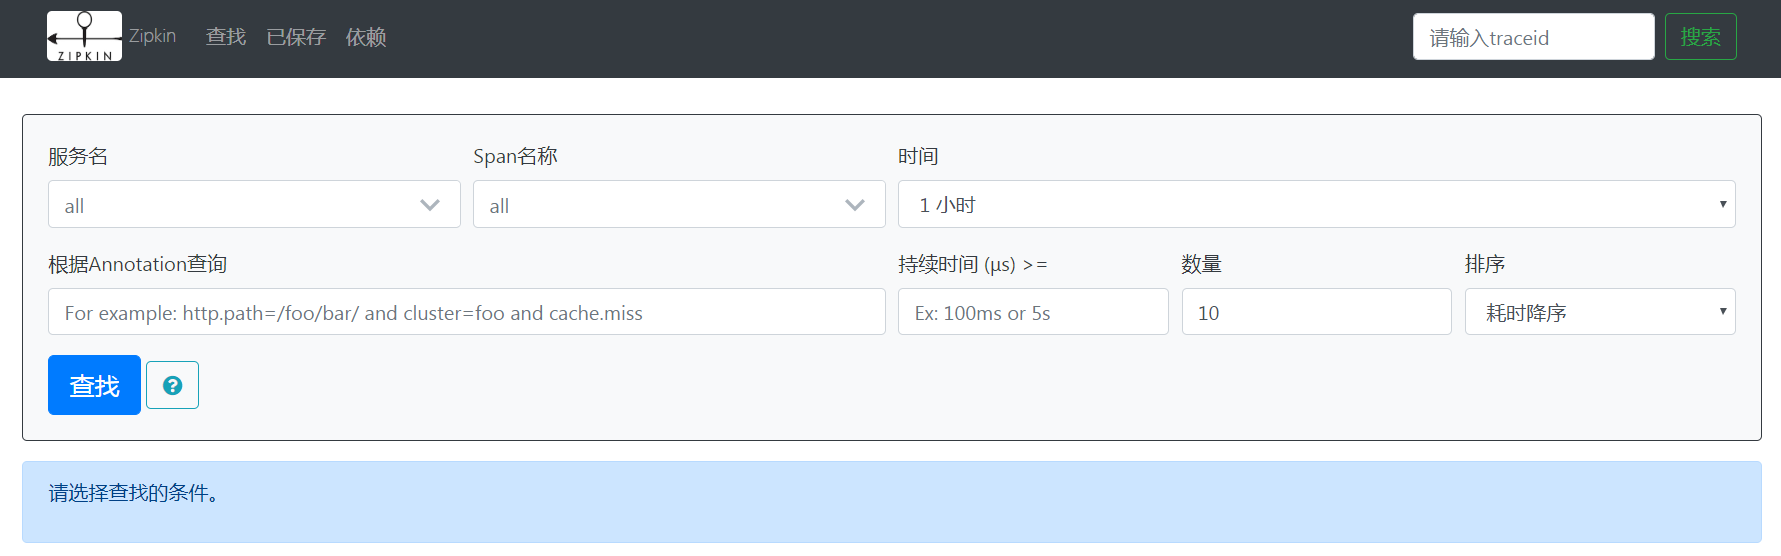 ZIPKIN Zipkin 查找 已保存 依赖 请输入traceid 搜索
服务名 Span名称 时间
all all 1 小时
根据Annotation查询 持续时间 (μs) >= 数量 排序
For example: http.path=/foo/bar/ and cluster=foo and cache.miss Ex: 100ms or 5s 10 耗时降序
查找 ?
请选择查找的条件。